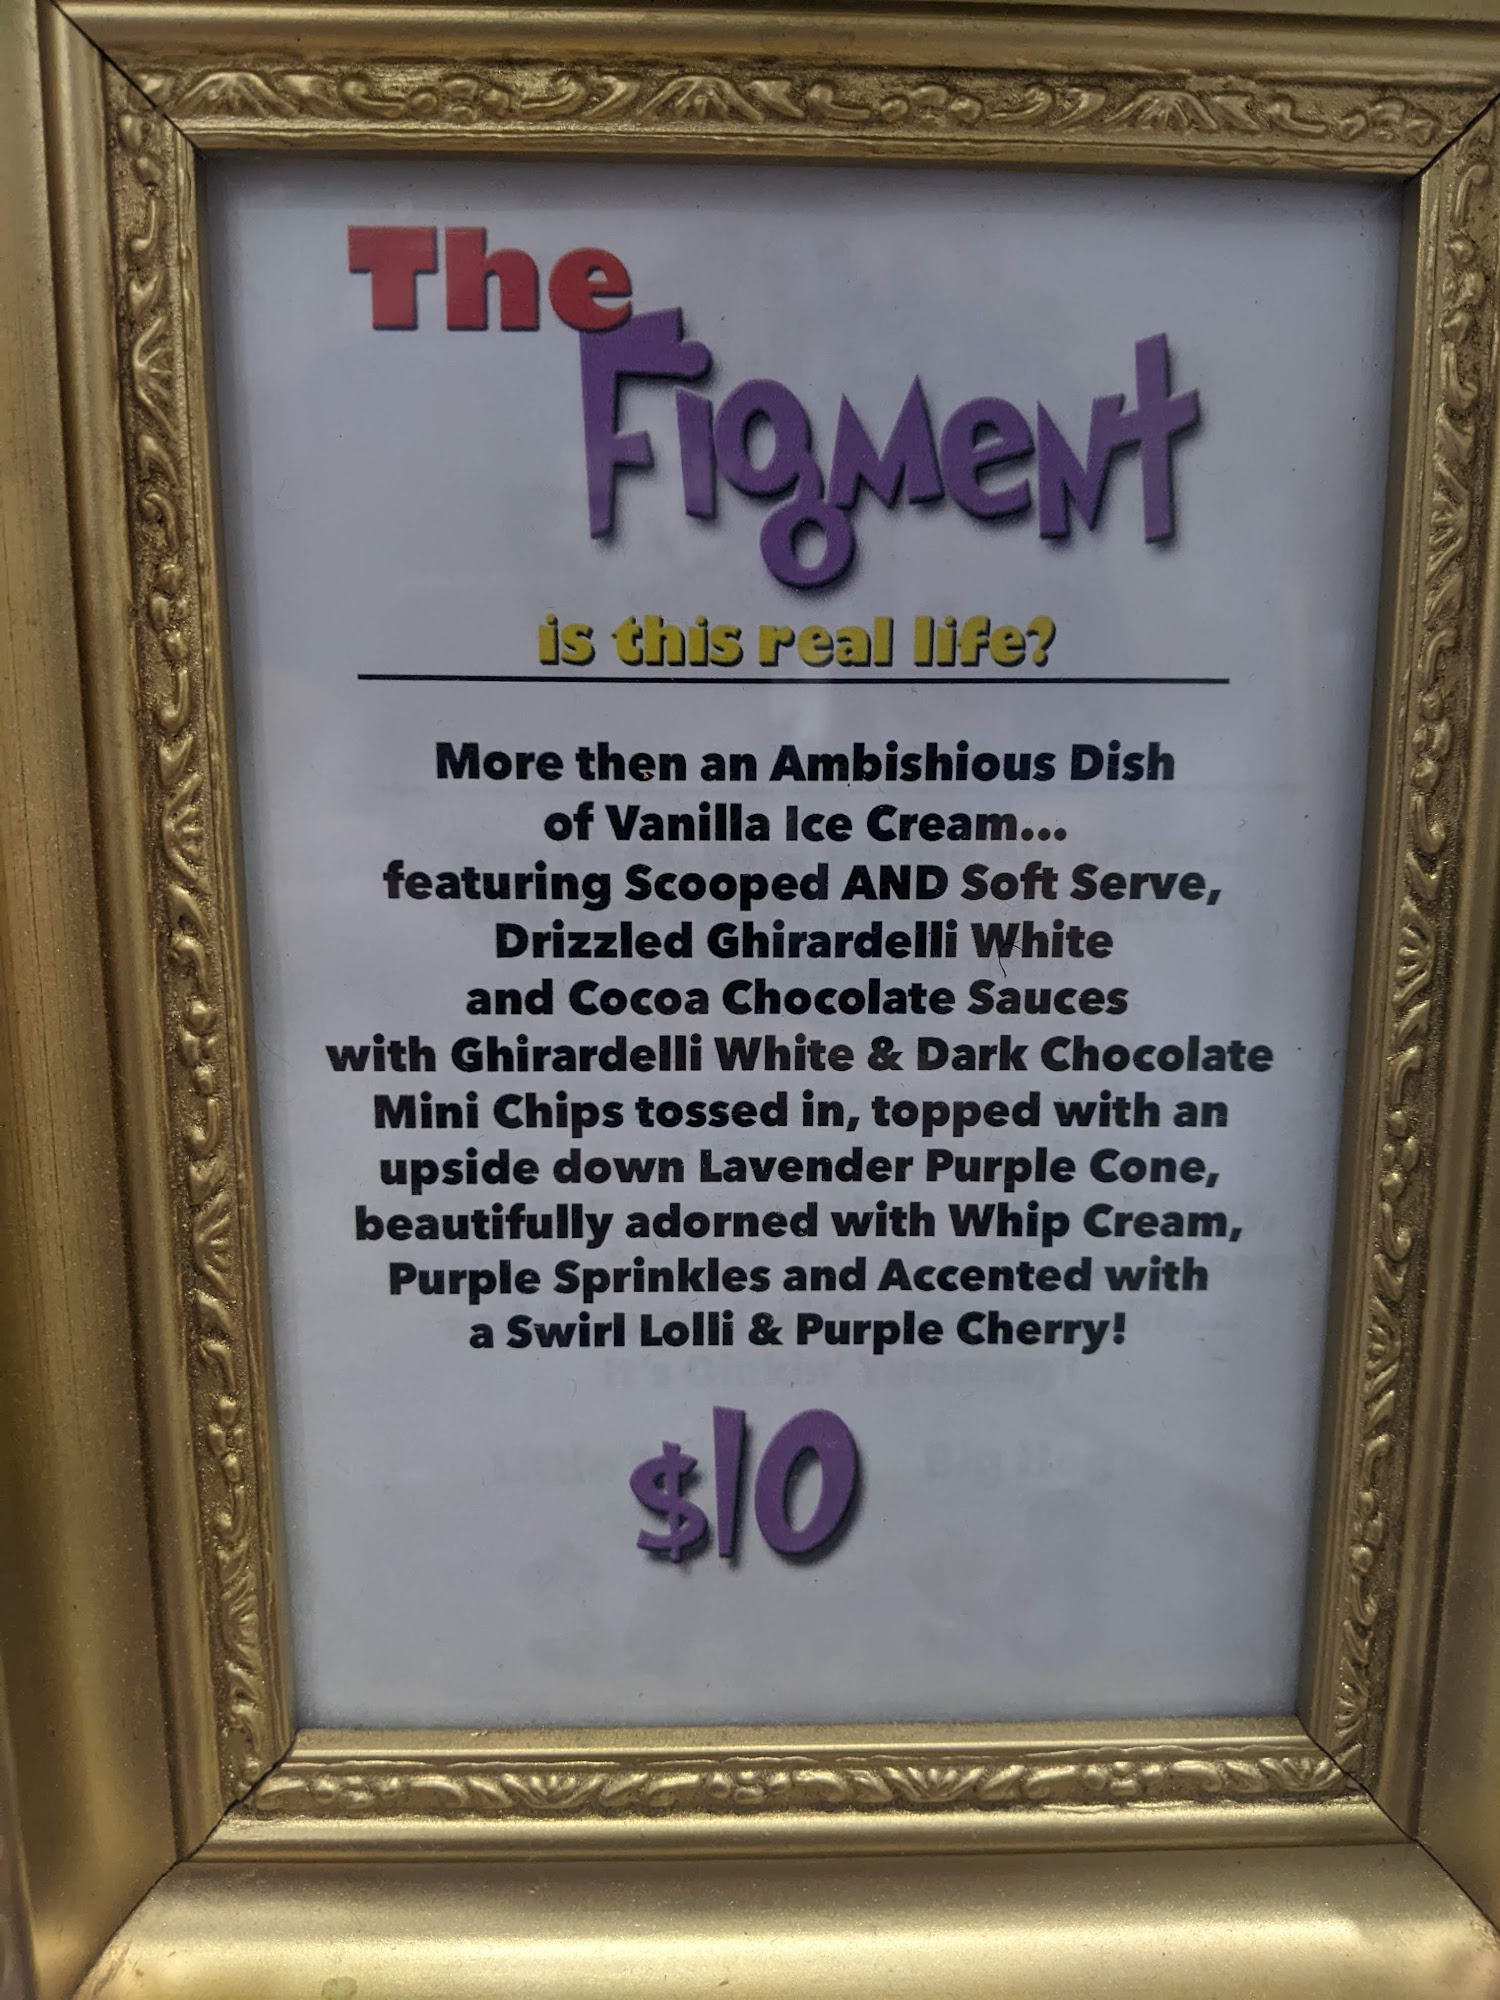 The
Figment
is this real life?
More then an Ambishious Dish
of Vanilla Ice Cream...
featuring Scooped AND Soft Serve,
Drizzled Ghirardelli White
and Cocoa Chocolate Sauces
with Ghirardelli White & Dark Chocolate
Mini Chips tossed in, topped with an
upside down Lavender Purple Cone,
beautifully adorned with Whip Cream,
Purple Sprinkles and Accented with
a Swirl Lolli & Purple Cherry!
It's Oinkin' Yummmy!
$10